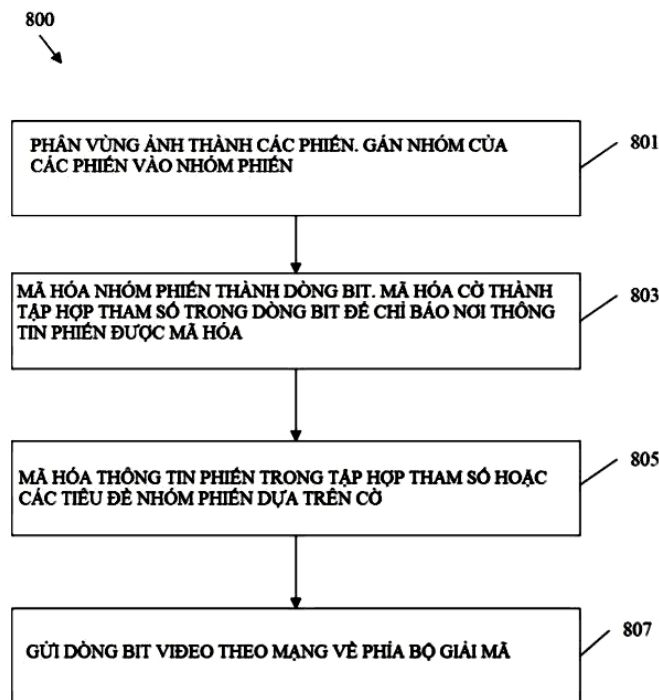 800
PHÂN VÙNG ẢNH THÀNH CÁC PHIẾN. GÁN NHÓM CỦA
CÁC PHIẾN VÀO NHÓM PHIẾN
801
MÃ HÓA NHÓM PHIẾN THÀNH DÒNG BIT. MÃ HÓA CỜ THÀNH
TẬP HỢP THAM SỐ TRONG DÒNG BIT ĐỂ CHỈ BÁO NƠI THÔNG
TIN PHIẾN ĐƯỢC MÃ HÓA
803
MÃ HÓA THÔNG TIN PHIẾN TRONG TẬP HỢP THAM SỐ HOẶC
CÁC TIÊU ĐỀ NHÓM PHIẾN DỰA TRÊN CỜ
805
GỬI DÒNG BIT VIĐEO THEO MẠNG VỀ PHÍA BỘ GIẢI MÃ
807